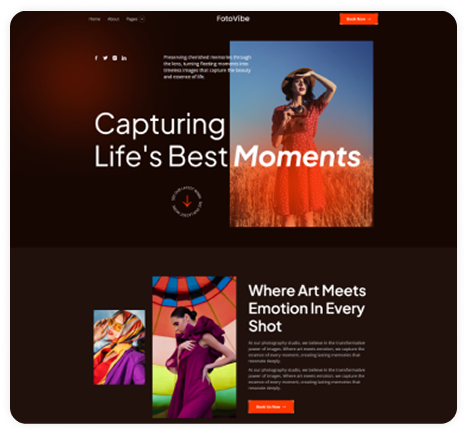 Home About Pages
FotoVibe
Book Now →
Preserving cherished memories through
the lens, turning fleeting moments into
timeless images that capture the beauty
and essence of life.
Capturing
Life's Best Moments
Where Art Meets
Emotion In Every
Shot
At our photography studio, we believe in the transformative
power of images. Where art meets emotion, we capture the
essence of every moment, creating lasting memories that
resonate deeply.
At our photography studio, we believe in the transformative
power of images. Where art meets emotion, we capture the
essence of every moment, creating lasting memories that
resonate deeply.
Book Us Now →